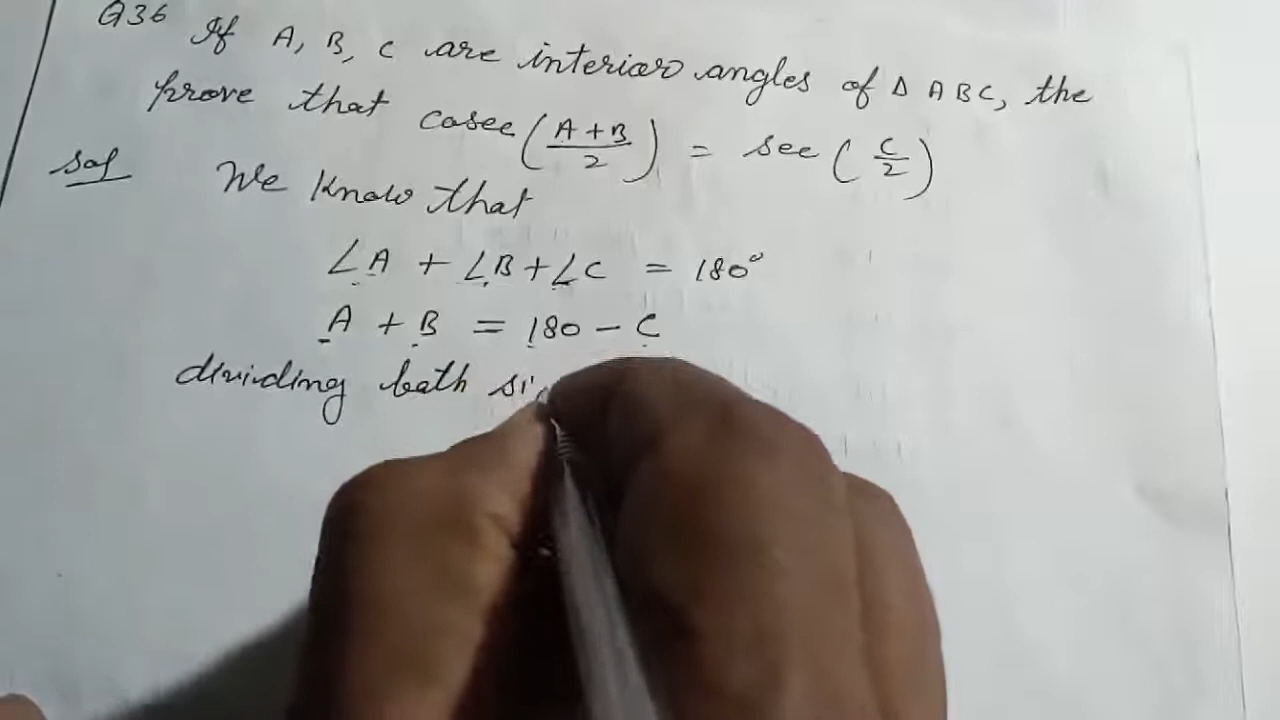 Q36 If A, B, C are interior angles of Δ ABC, the
prove that cosec (A+B/2) = sec (C/2)
Sol We Know that
∠A + ∠B + ∠C = 180°
A + B = 180 - C
dividing both si